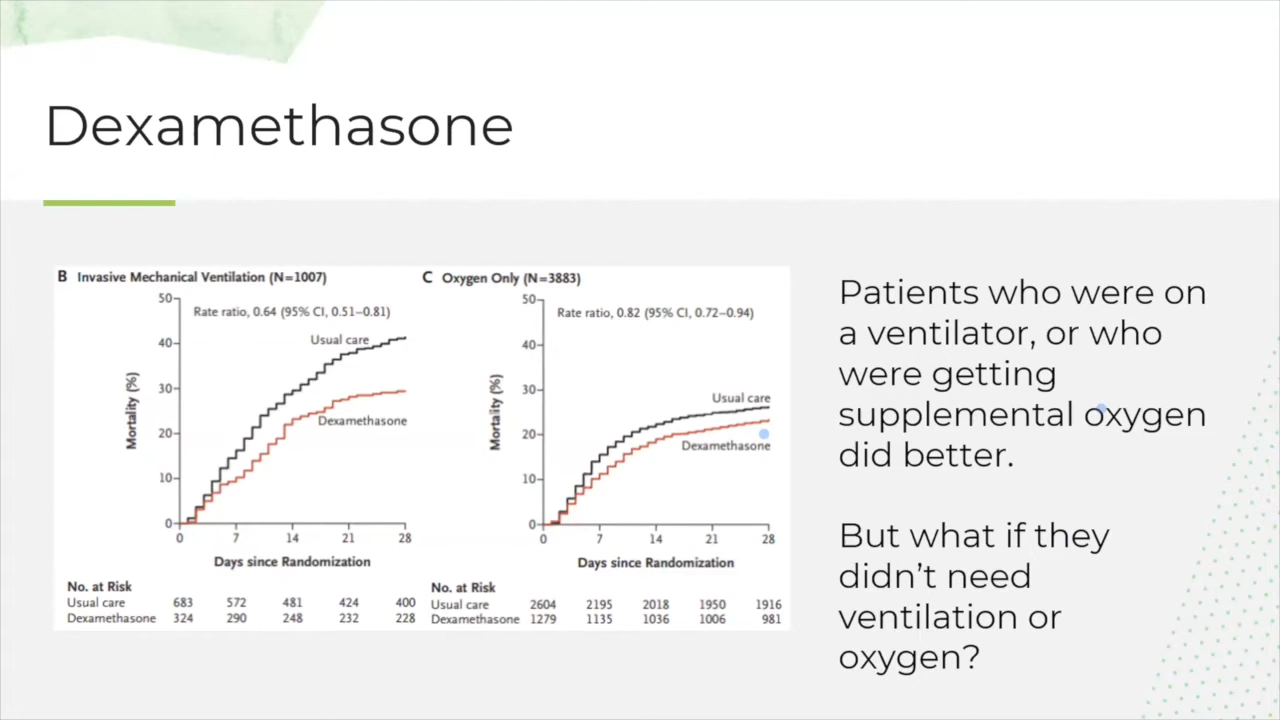 Dexamethasone
B Invasive Mechanical Ventilation (N=1007)
50
40
30
20
10
0
Mortality (%)
Rate ratio, 0.64 (95% CI, 0.51–0.81)
Usual care
Dexamethasone
0 7 14 21 28
Days since Randomization
No. at Risk
Usual care 683 572 481 424 400
Dexamethasone 324 290 248 232 228
C Oxygen Only (N=3883)
50
40
30
20
10
0
Mortality (%)
Rate ratio, 0.82 (95% CI, 0.72–0.94)
Usual care
Dexamethasone
0 7 14 21 28
Days since Randomization
No. at Risk
Usual care 2604 2195 2018 1950 1916
Dexamethasone 1279 1135 1036 1006 981
Patients who were on
a ventilator, or who
were getting
supplemental oxygen
did better.
But what if they
didn’t need
ventilation or
oxygen?